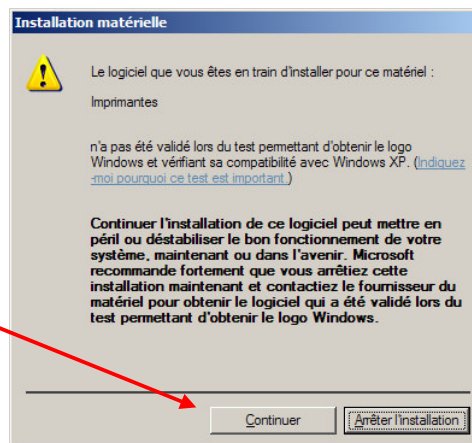 Installation matérielle
Le logiciel que vous êtes en train d'installer pour ce matériel :
Imprimantes
n'a pas été validé lors du test permettant d'obtenir le logo
Windows et vérifiant sa compatibilité avec Windows XP. (Indiquez
-moi pourquoi ce test est important.)
Continuer l'installation de ce logiciel peut mettre en
péril ou déstabiliser le bon fonctionnement de votre
système, maintenant ou dans l'avenir. Microsoft
recommande fortement que vous arrêtiez cette
installation maintenant et contactiez le fournisseur du
matériel pour obtenir le logiciel qui a été validé lors du
test permettant d'obtenir le logo Windows.
Continuer Arrêter l'installation